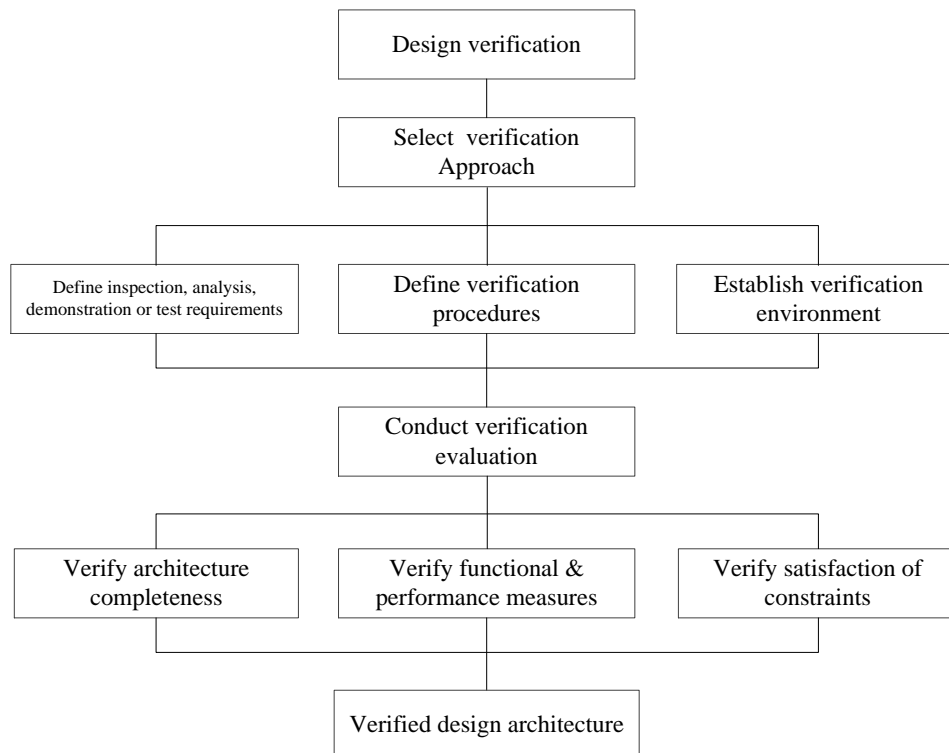 Design verification
Select verification
Approach
Define inspection, analysis,
demonstration or test requirements
Define verification
procedures
Establish verification
environment
Conduct verification
evaluation
Verify architecture
completeness
Verify functional &
performance measures
Verify satisfaction of
constraints
Verified design architecture